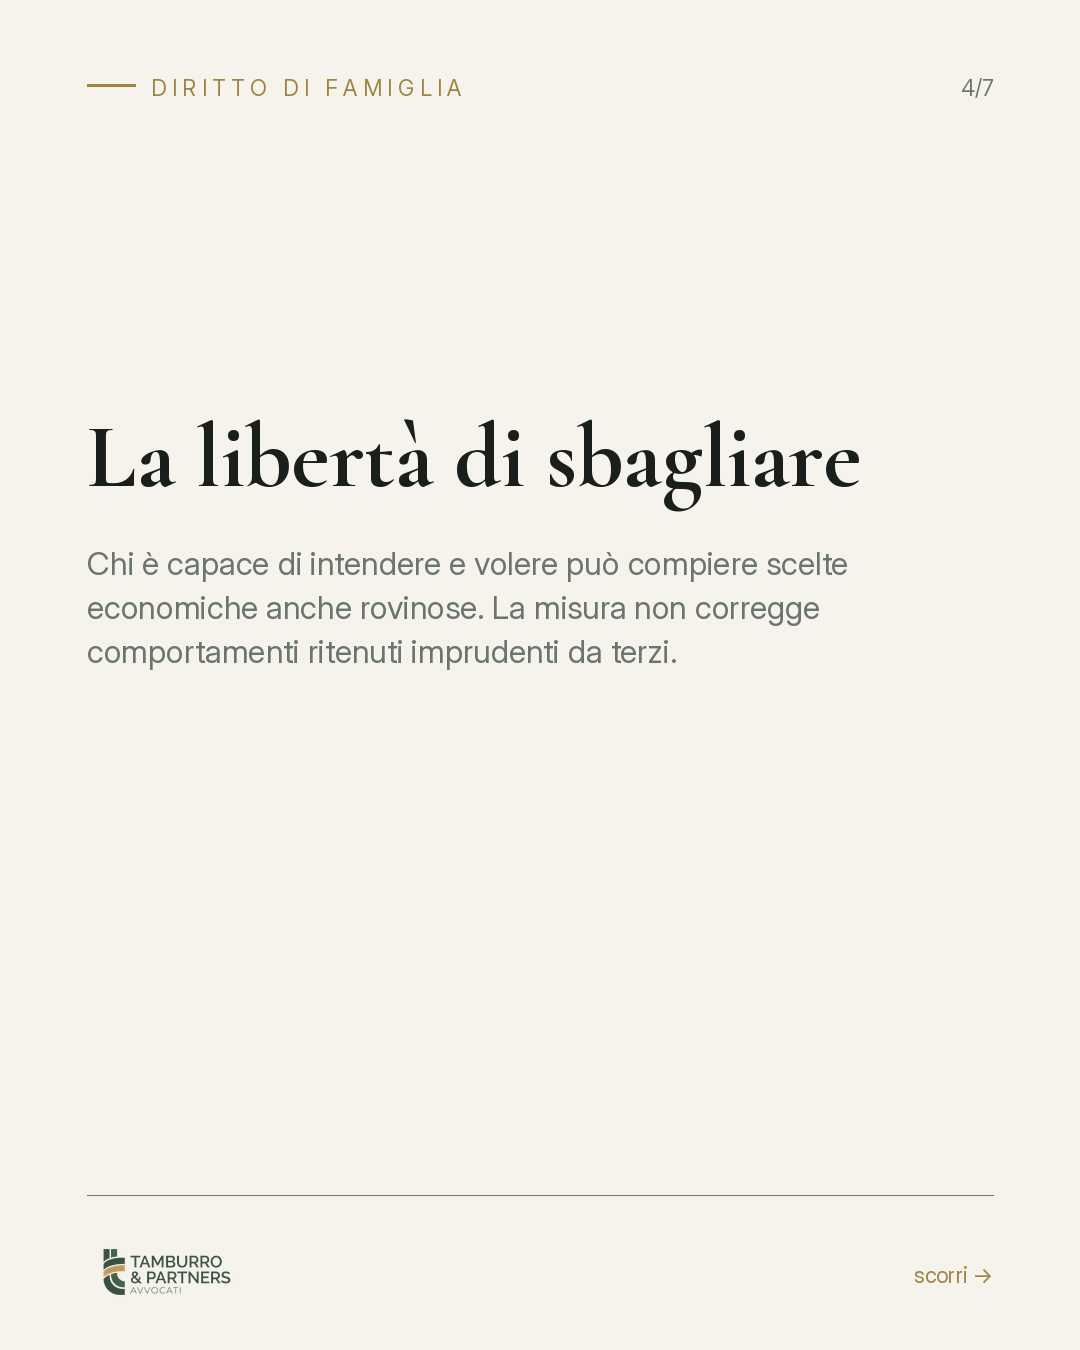 DIRITTO DI FAMIGLIA
4/7
La libertà di sbagliare
Chi è capace di intendere e volere può compiere scelte
economiche anche rovinose. La misura non corregge
comportamenti ritenuti imprudenti da terzi.
TAMBURRO
& PARTNERS
AVVOCATI
scorri →